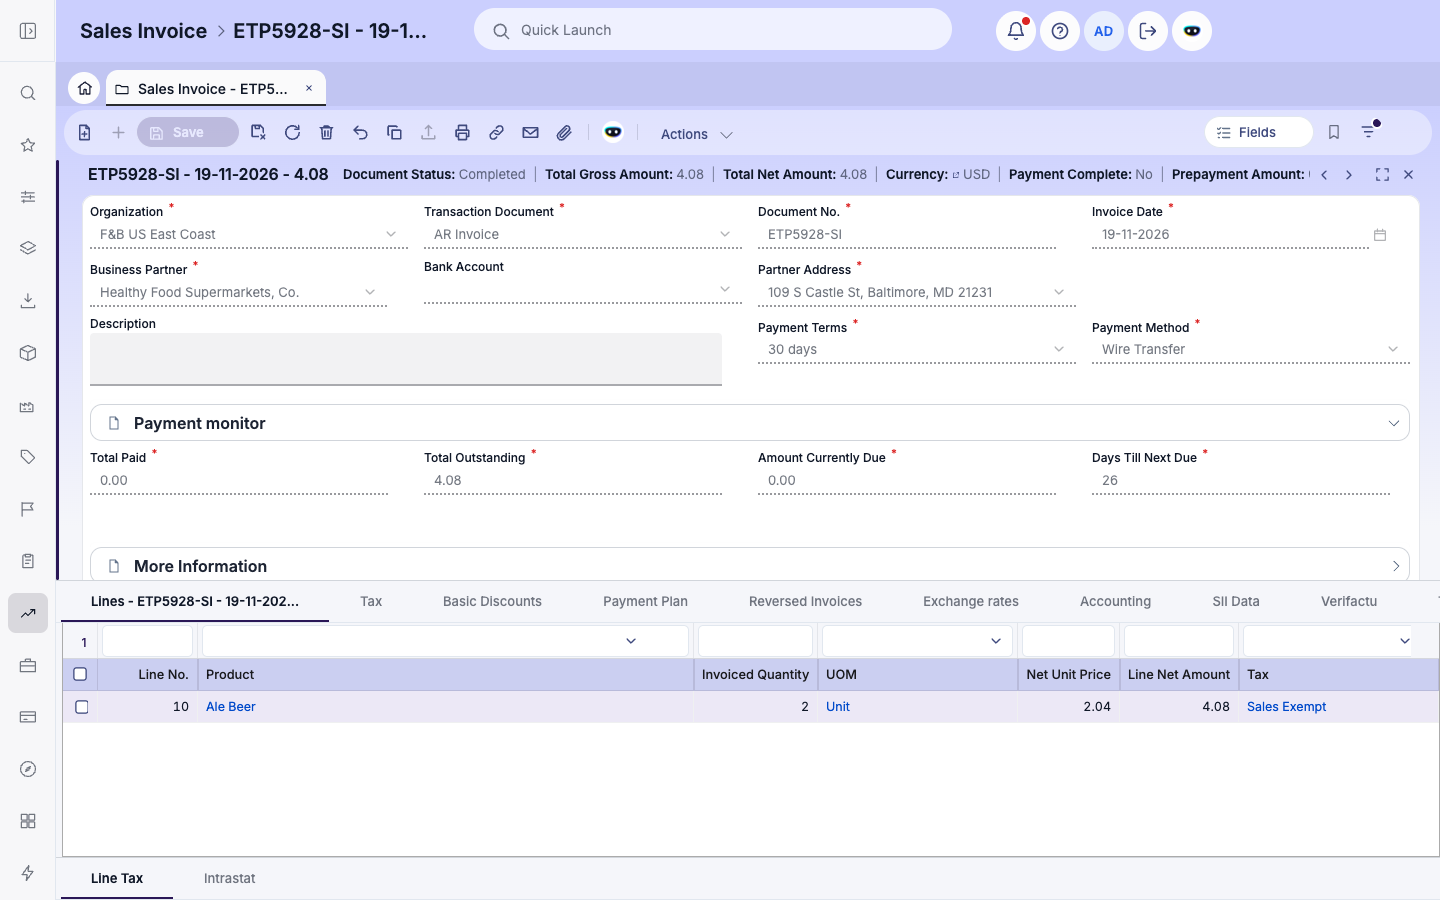 Sales Invoice > ETP5928-SI - 19-1...
Quick Launch
AD
Sales Invoice - ETP5... ×
Save
Actions
Fields
ETP5928-SI - 19-11-2026 - 4.08
Document Status: Completed | Total Gross Amount: 4.08 | Total Net Amount: 4.08 | Currency: USD | Payment Complete: No | Prepayment Amount:
Organization * Transaction Document * Document No. * Invoice Date *
F&B US East Coast AR Invoice ETP5928-SI 19-11-2026
Business Partner * Bank Account Partner Address *
Healthy Food Supermarkets, Co. 109 S Castle St, Baltimore, MD 21231
Description Payment Terms * Payment Method *
30 days Wire Transfer
Payment monitor
Total Paid * Total Outstanding * Amount Currently Due * Days Till Next Due *
0.00 4.08 0.00 26
More Information
Lines - ETP5928-SI - 19-11-202... Tax Basic Discounts Payment Plan Reversed Invoices Exchange rates Accounting SII Data Verifactu
1
Line No. Product Invoiced Quantity UOM Net Unit Price Line Net Amount Tax
10 Ale Beer 2 Unit 2.04 4.08 Sales Exempt
Line Tax Intrastat